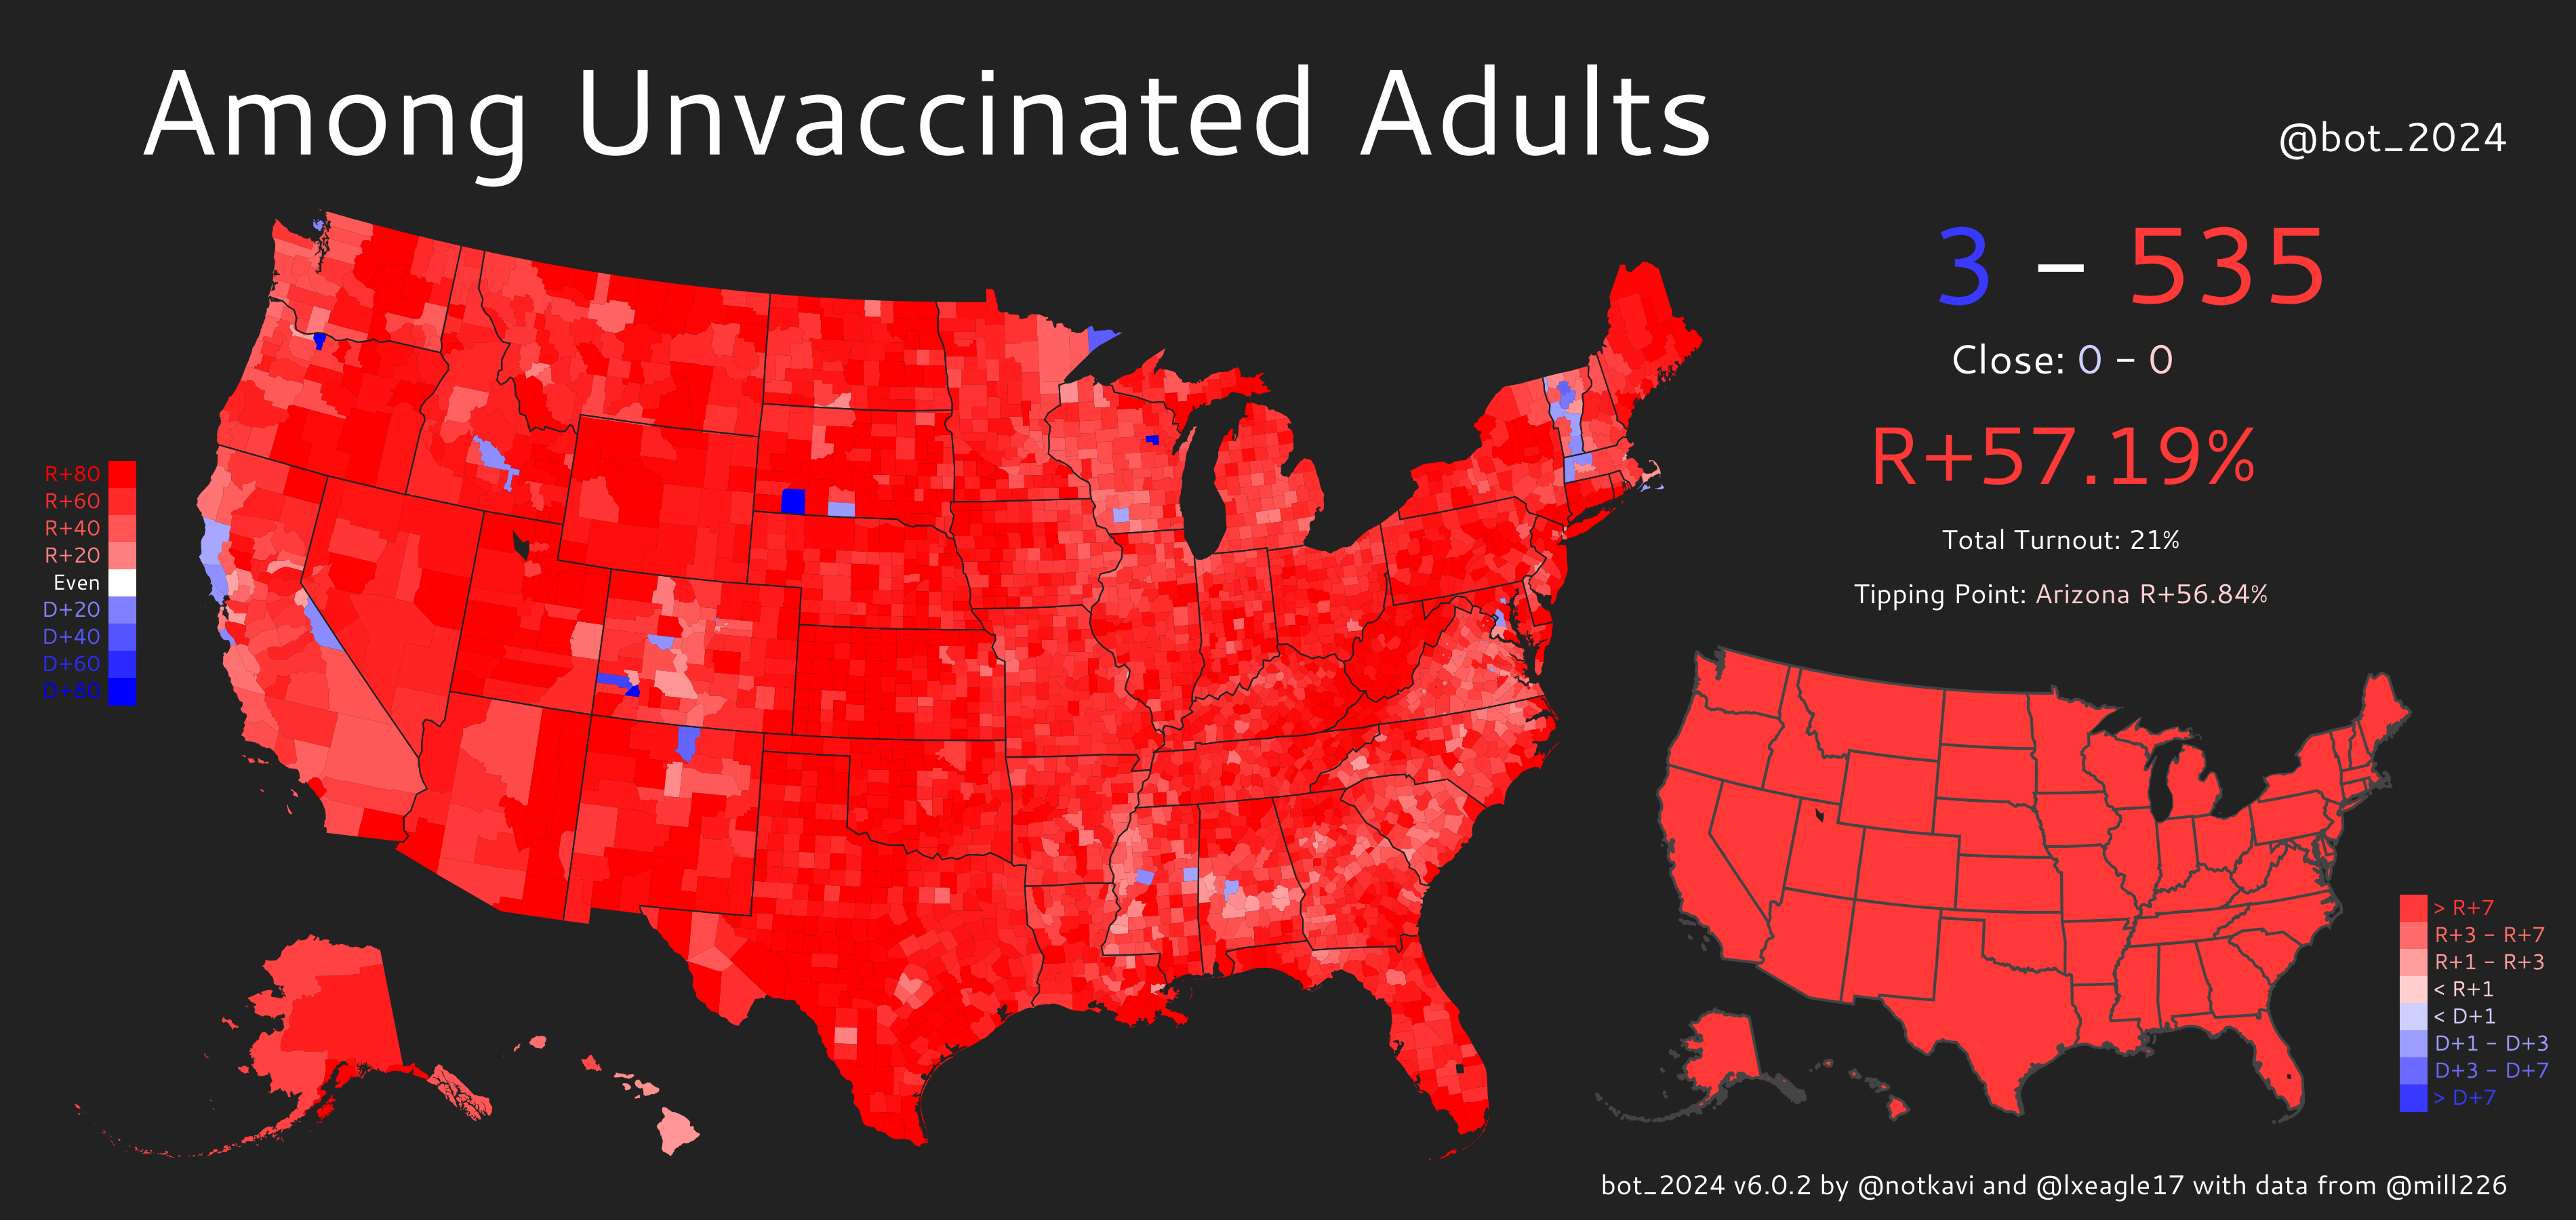 Among Unvaccinated Adults
@bot_2024
3 – 535
Close: 0 – 0
R+57.19%
Total Turnout: 21%
Tipping Point: Arizona R+56.84%
R+80
R+60
R+40
R+20
Even
D+20
D+40
D+60
D+80
> R+7
R+3 – R+7
R+1 – R+3
< R+1
< D+1
D+1 – D+3
D+3 – D+7
> D+7
bot_2024 v6.0.2 by @notkavi and @lxeagle17 with data from @mill226